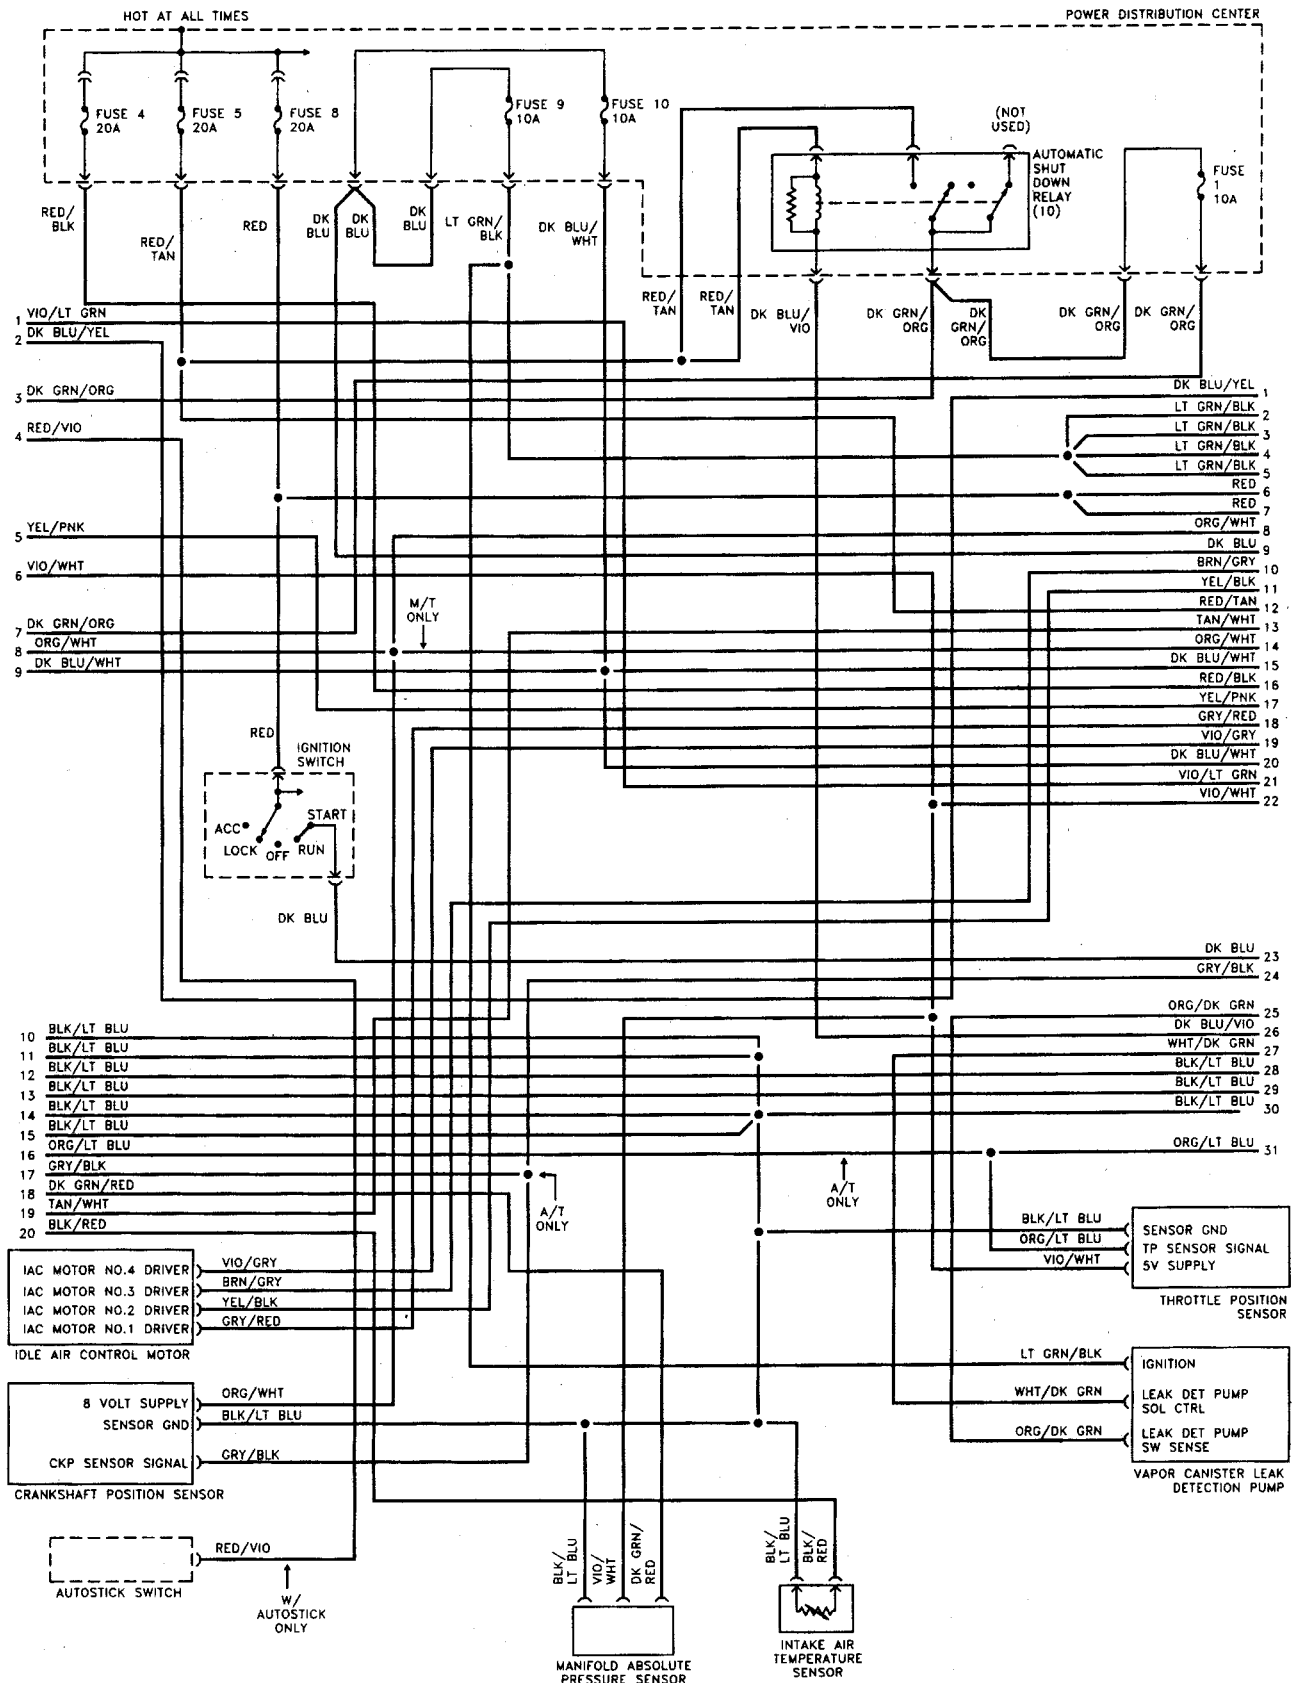 HOT AT ALL TIMES
POWER DISTRIBUTION CENTER
FUSE 4
20A
FUSE 5
20A
FUSE 8
20A
FUSE 9
10A
FUSE 10
10A
(NOT
USED)
AUTOMATIC
SHUT
DOWN
RELAY
(10)
FUSE
1
10A
RED/
BLK
RED/
TAN
RED
DK
BLU
DK
BLU
DK
BLU
LT GRN/
BLK
DK BLU/
WHT
RED/
TAN
RED/
TAN
DK BLU/
VIO
DK GRN/
ORG
DK
GRN/
ORG
DK GRN/
ORG
DK GRN/
ORG
1 VIO/LT GRN
2 DK BLU/YEL
3 DK GRN/ORG
4 RED/VIO
5 YEL/PNK
6 VIO/WHT
7 DK GRN/ORG
8 ORG/WHT
9 DK BLU/WHT
M/T
ONLY
DK BLU/YEL 1
LT GRN/BLK 2
LT GRN/BLK 3
LT GRN/BLK 4
LT GRN/BLK 5
RED 6
RED 7
ORG/WHT 8
DK BLU 9
BRN/GRY 10
YEL/BLK 11
RED/TAN 12
TAN/WHT 13
ORG/WHT 14
DK BLU/WHT 15
RED/BLK 16
YEL/PNK 17
GRY/RED 18
VIO/GRY 19
DK BLU/WHT 20
VIO/LT GRN 21
VIO/WHT 22
RED
IGNITION
SWITCH
ACC
LOCK
OFF
RUN
START
DK BLU
DK BLU 23
GRY/BLK 24
ORG/DK GRN 25
DK BLU/VIO 26
WHT/DK GRN 27
BLK/LT BLU 28
BLK/LT BLU 29
BLK/LT BLU 30
ORG/LT BLU 31
10 BLK/LT BLU
11 BLK/LT BLU
12 BLK/LT BLU
13 BLK/LT BLU
14 BLK/LT BLU
15 BLK/LT BLU
16 ORG/LT BLU
17 GRY/BLK
18 DK GRN/RED
19 TAN/WHT
20 BLK/RED
A/T
ONLY
A/T
ONLY
BLK/LT BLU SENSOR GND
ORG/LT BLU TP SENSOR SIGNAL
VIO/WHT 5V SUPPLY
THROTTLE POSITION
SENSOR
IAC MOTOR NO.4 DRIVER VIO/GRY
IAC MOTOR NO.3 DRIVER BRN/GRY
IAC MOTOR NO.2 DRIVER YEL/BLK
IAC MOTOR NO.1 DRIVER GRY/RED
IDLE AIR CONTROL MOTOR
LT GRN/BLK IGNITION
WHT/DK GRN LEAK DET PUMP
SOL CTRL
ORG/DK GRN LEAK DET PUMP
SW SENSE
VAPOR CANISTER LEAK
DETECTION PUMP
8 VOLT SUPPLY ORG/WHT
SENSOR GND BLK/LT BLU
CKP SENSOR SIGNAL GRY/BLK
CRANKSHAFT POSITION SENSOR
RED/VIO
AUTOSTICK SWITCH
W/
AUTOSTICK
ONLY
BLK/
LT BLU
VIO/
WHT
DK GRN/
RED
MANIFOLD ABSOLUTE
PRESSURE SENSOR
BLK/
LT BLU
BLK/
RED
INTAKE AIR
TEMPERATURE
SENSOR